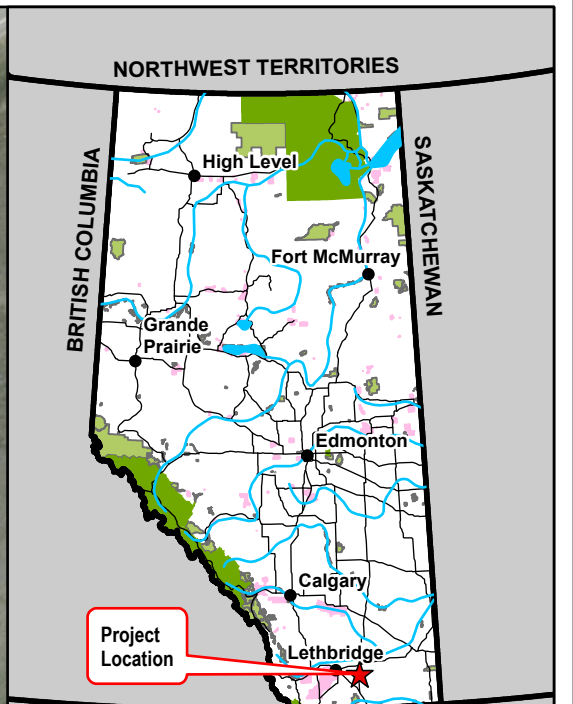 NORTHWEST TERRITORIES
BRITISH COLUMBIA
SASKATCHEWAN
High Level
Fort McMurray
Grande
Prairie
Edmonton
Calgary
Lethbridge
Project
Location